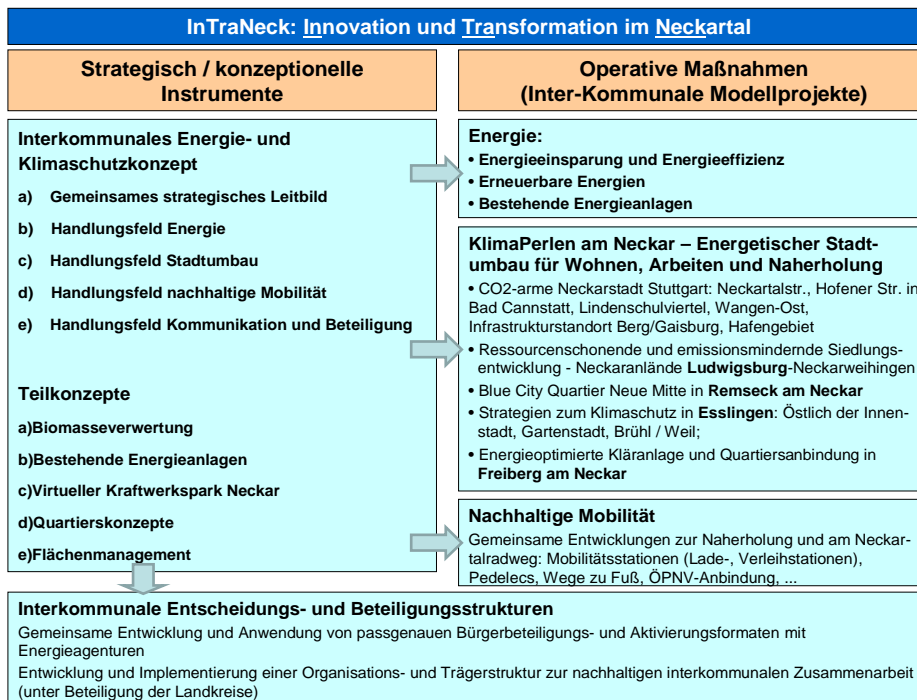 InTraNeck: Innovation und Transformation im Neckartal
Strategisch / konzeptionelle
Instrumente
Interkommunales Energie- und
Klimaschutzkonzept
a) Gemeinsames strategisches Leitbild
b) Handlungsfeld Energie
c) Handlungsfeld Stadtumbau
d) Handlungsfeld nachhaltige Mobilität
e) Handlungsfeld Kommunikation und Beteiligung
Teilkonzepte
a)Biomasseverwertung
b)Bestehende Energieanlagen
c)Virtueller Kraftwerkspark Neckar
d)Quartierskonzepte
e)Flächenmanagement
Operative Maßnahmen
(Inter-Kommunale Modellprojekte)
Energie:
• Energieeinsparung und Energieeffizienz
• Erneuerbare Energien
• Bestehende Energieanlagen
KlimaPerlen am Neckar – Energetischer Stadt-
umbau für Wohnen, Arbeiten und Naherholung
• CO2-arme Neckarstadt Stuttgart: Neckartalstr., Hofener Str. in
Bad Cannstatt, Lindenschulviertel, Wangen-Ost,
Infrastrukturstandort Berg/Gaisburg, Hafengebiet
• Ressourcenschonende und emissionsmindernde Siedlungs-
entwicklung - Neckaranlände Ludwigsburg-Neckarweihingen
• Blue City Quartier Neue Mitte in Remseck am Neckar
• Strategien zum Klimaschutz in Esslingen: Östlich der Innen-
stadt, Gartenstadt, Brühl / Weil;
• Energieoptimierte Kläranlage und Quartiersanbindung in
Freiberg am Neckar
Nachhaltige Mobilität
Gemeinsame Entwicklungen zur Naherholung und am Neckar-
talradweg: Mobilitätsstationen (Lade-, Verleihstationen),
Pedelecs, Wege zu Fuß, ÖPNV-Anbindung, ...
Interkommunale Entscheidungs- und Beteiligungsstrukturen
Gemeinsame Entwicklung und Anwendung von passgenauen Bürgerbeteiligungs- und Aktivierungsformaten mit
Energieagenturen
Entwicklung und Implementierung einer Organisations- und Trägerstruktur zur nachhaltigen interkommunalen Zusammenarbeit
(unter Beteiligung der Landkreise)